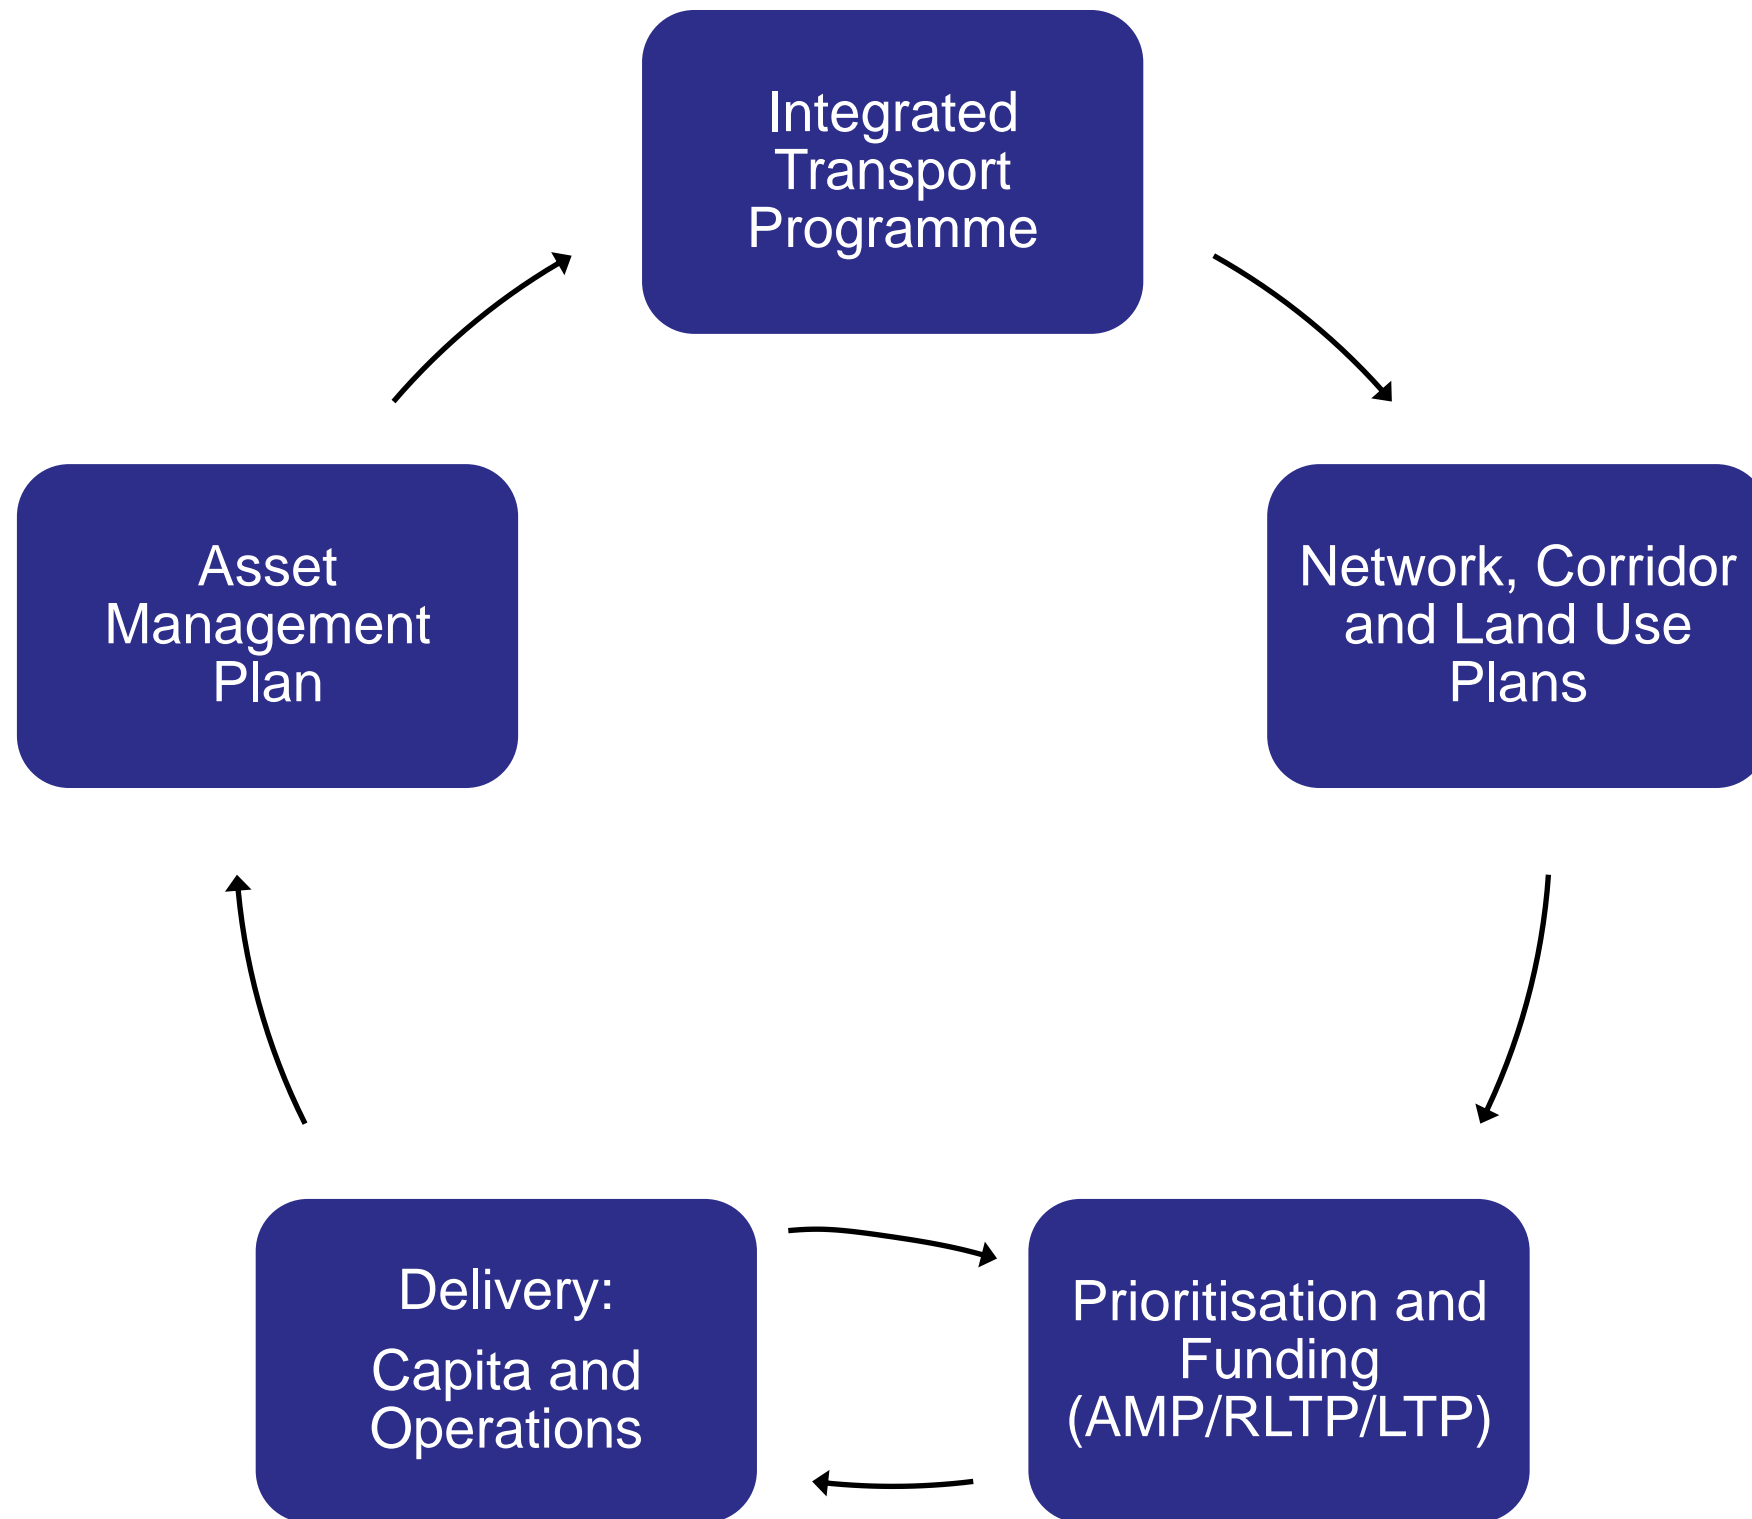 Integrated
Transport
Programme
Asset
Management
Plan
Network, Corridor
and Land Use
Plans
Delivery:
Capita and
Operations
Prioritisation and
Funding
(AMP/RLTP/LTP)